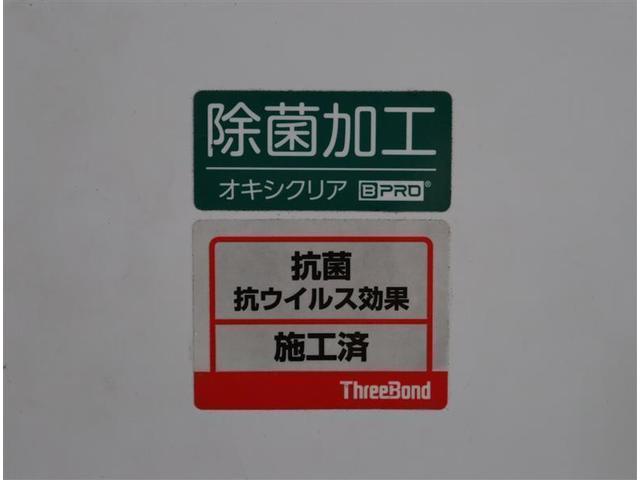 除菌加工
オキシクリア BPRO®
抗菌
抗ウイルス効果
施工済
ThreeBond